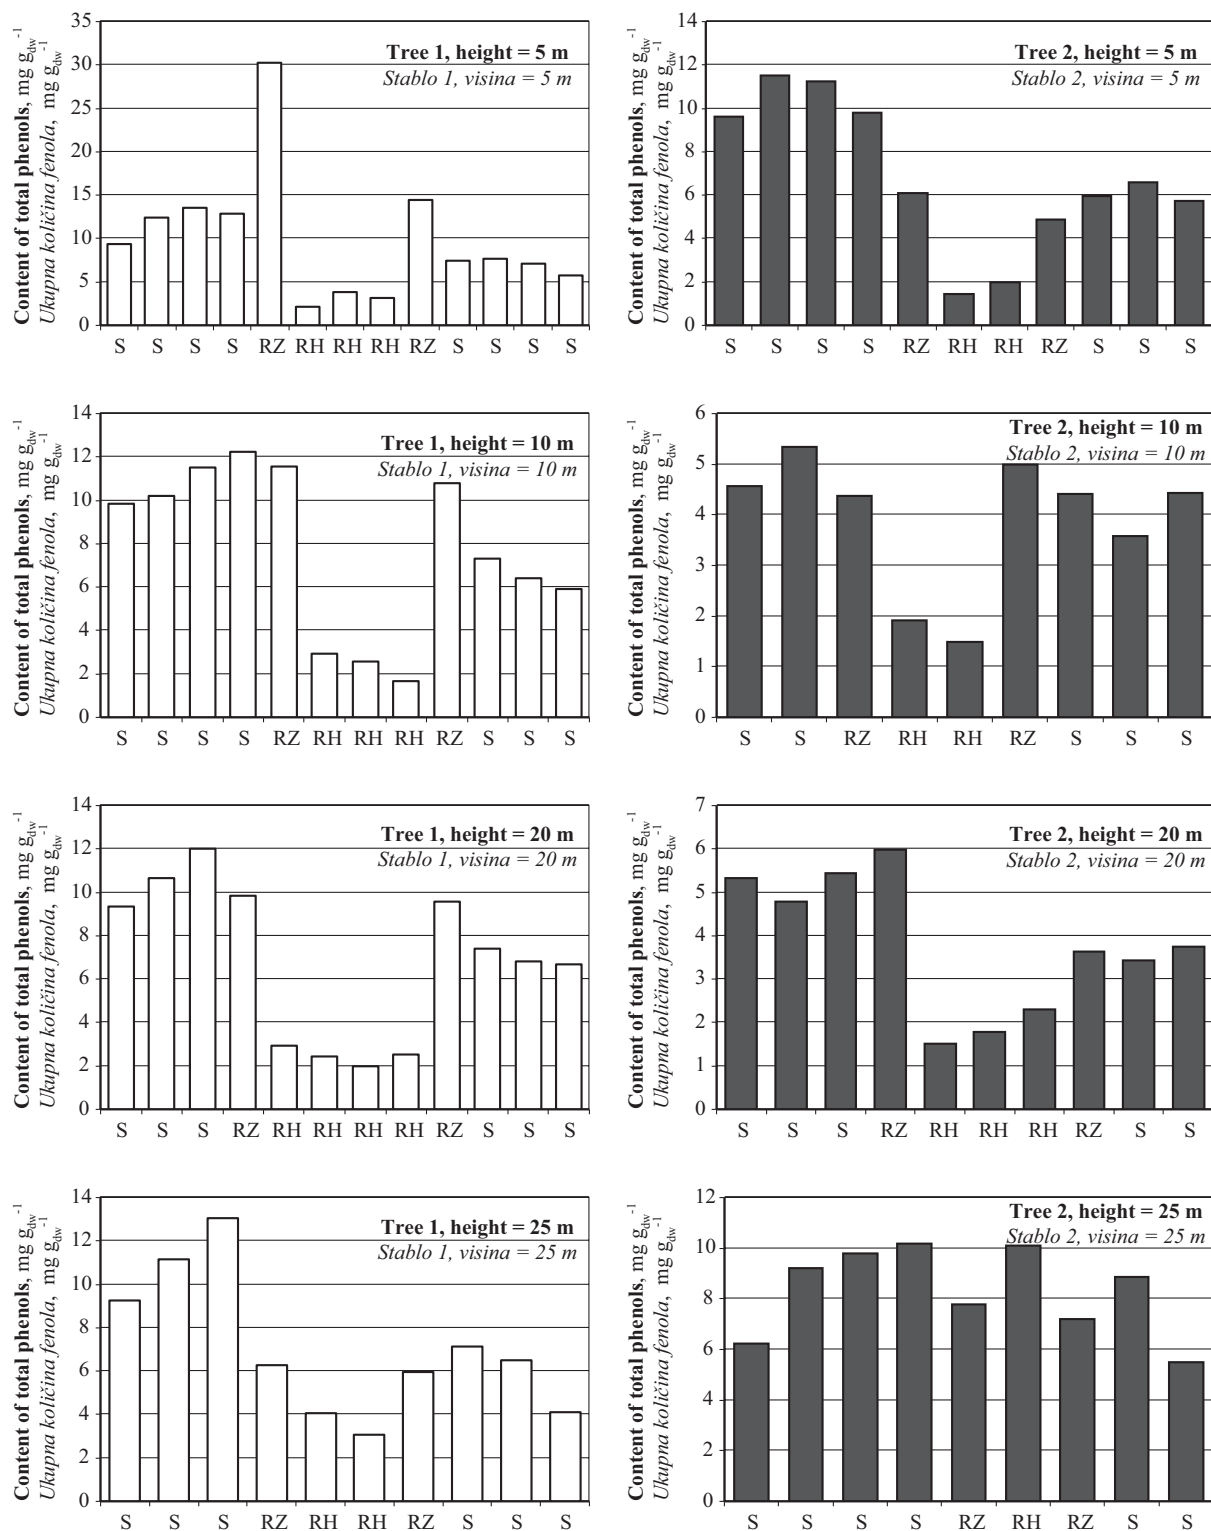 Content of total phenols, mg g_dw^-1
Ukupna količina fenola, mg g_dw^-1
35
30
25
20
15
10
5
0
Tree 1, height = 5 m
Stablo 1, visina = 5 m
S S S S RZ RH RH RH RZ S S S S
Content of total phenols, mg g_dw^-1
Ukupna količina fenola, mg g_dw^-1
14
12
10
8
6
4
2
0
Tree 2, height = 5 m
Stablo 2, visina = 5 m
S S S S RZ RH RH RZ S S S
Content of total phenols, mg g_dw^-1
Ukupna količina fenola, mg g_dw^-1
14
12
10
8
6
4
2
0
Tree 1, height = 10 m
Stablo 1, visina = 10 m
S S S S RZ RH RH RH RZ S S S
Content of total phenols, mg g_dw^-1
Ukupna količina fenola, mg g_dw^-1
6
5
4
3
2
1
0
Tree 2, height = 10 m
Stablo 2, visina = 10 m
S S RZ RH RH RZ S S S
Content of total phenols, mg g_dw^-1
Ukupna količina fenola, mg g_dw^-1
14
12
10
8
6
4
2
0
Tree 1, height = 20 m
Stablo 1, visina = 20 m
S S S RZ RH RH RH RH RZ S S S
Content of total phenols, mg g_dw^-1
Ukupna količina fenola, mg g_dw^-1
7
6
5
4
3
2
1
0
Tree 2, height = 20 m
Stablo 2, visina = 20 m
S S S RZ RH RH RH RZ S S
Content of total phenols, mg g_dw^-1
Ukupna količina fenola, mg g_dw^-1
14
12
10
8
6
4
2
0
Tree 1, height = 25 m
Stablo 1, visina = 25 m
S S S RZ RH RH RZ S S S
Content of total phenols, mg g_dw^-1
Ukupna količina fenola, mg g_dw^-1
12
10
8
6
4
2
0
Tree 2, height = 25 m
Stablo 2, visina = 25 m
S S S S RZ RH RZ S S